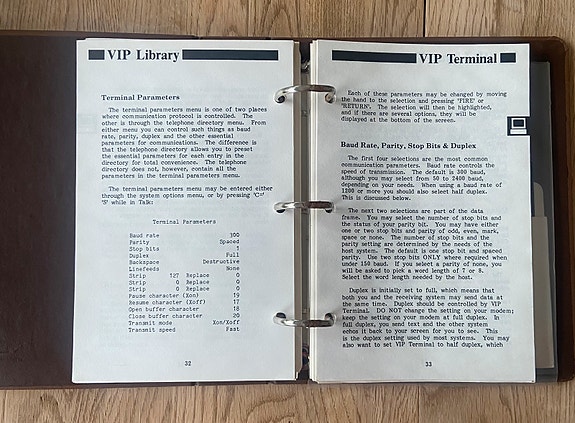 VIP Library
Terminal Parameters
The terminal parameters menu is one of two places
where communication protocol is controlled. The
other is through the telephone directory menu. From
either menu you can control such things as baud
rate, parity, duplex and the other essential
parameters for communications. The difference is
that the telephone directory allows you to preset
the essential parameters for each entry in the
directory for total convenience. The telephone
directory does not, however, contain all the
parameters in the terminal parameters menu.
The terminal parameters menu may be entered either
through the system options menu, or by pressing 'C='
'S' while in Talk:
Terminal Parameters
Baud rate 300
Parity Spaced
Stop bits 1
Duplex Full
Backspace Destructive
Linefeeds None
Strip 127 Replace 0
Strip 0 Replace 0
Strip 0 Replace 0
Pause character (Xon) 19
Resume character (Xoff) 17
Open buffer character 18
Close buffer character 20
Transmit mode Xon/Xoff
Transmit speed Fast
32
VIP Terminal
Each of these parameters may be changed by moving
the hand to the selection and pressing 'FIRE' or
'RETURN'. The selection will then be highlighted,
and if there are several options, they will be
displayed at the bottom of the screen.
Baud Rate, Parity, Stop Bits & Duplex
The first four selections are the most common
communication parameters. Baud rate controls the
speed of transmission. The default is 300 baud,
although you may select from 50 to 2400 baud,
depending on your needs. When using a baud rate of
1200 or more you should also select half duplex.
This is discussed below.
The next two selections are part of the data
frame. You may select the number of stop bits and
the status of your parity bit. You may have either
one or two stop bits and parity of odd, even, mark,
space or none. The number of stop bits and the
parity setting are determined by the needs of the
host system. The default is one stop bit and spaced
parity. Use two stop bits ONLY where required when
under 150 baud. If you select a parity of none, you
will be asked to pick a word length of 7 or 8.
Select the word length needed by the host.
Duplex is initially set to full, which means that
both you and the receiving system may send data at
the same time. Duplex should be controlled by VIP
Terminal. DO NOT change the setting on your modem;
keep the setting on your modem at full duplex. In
full duplex, you send text and the other system
echos it back to your screen before you see it. This
is the duplex setting used by most systems. You may
also want to set VIP Terminal to half duplex, which
33